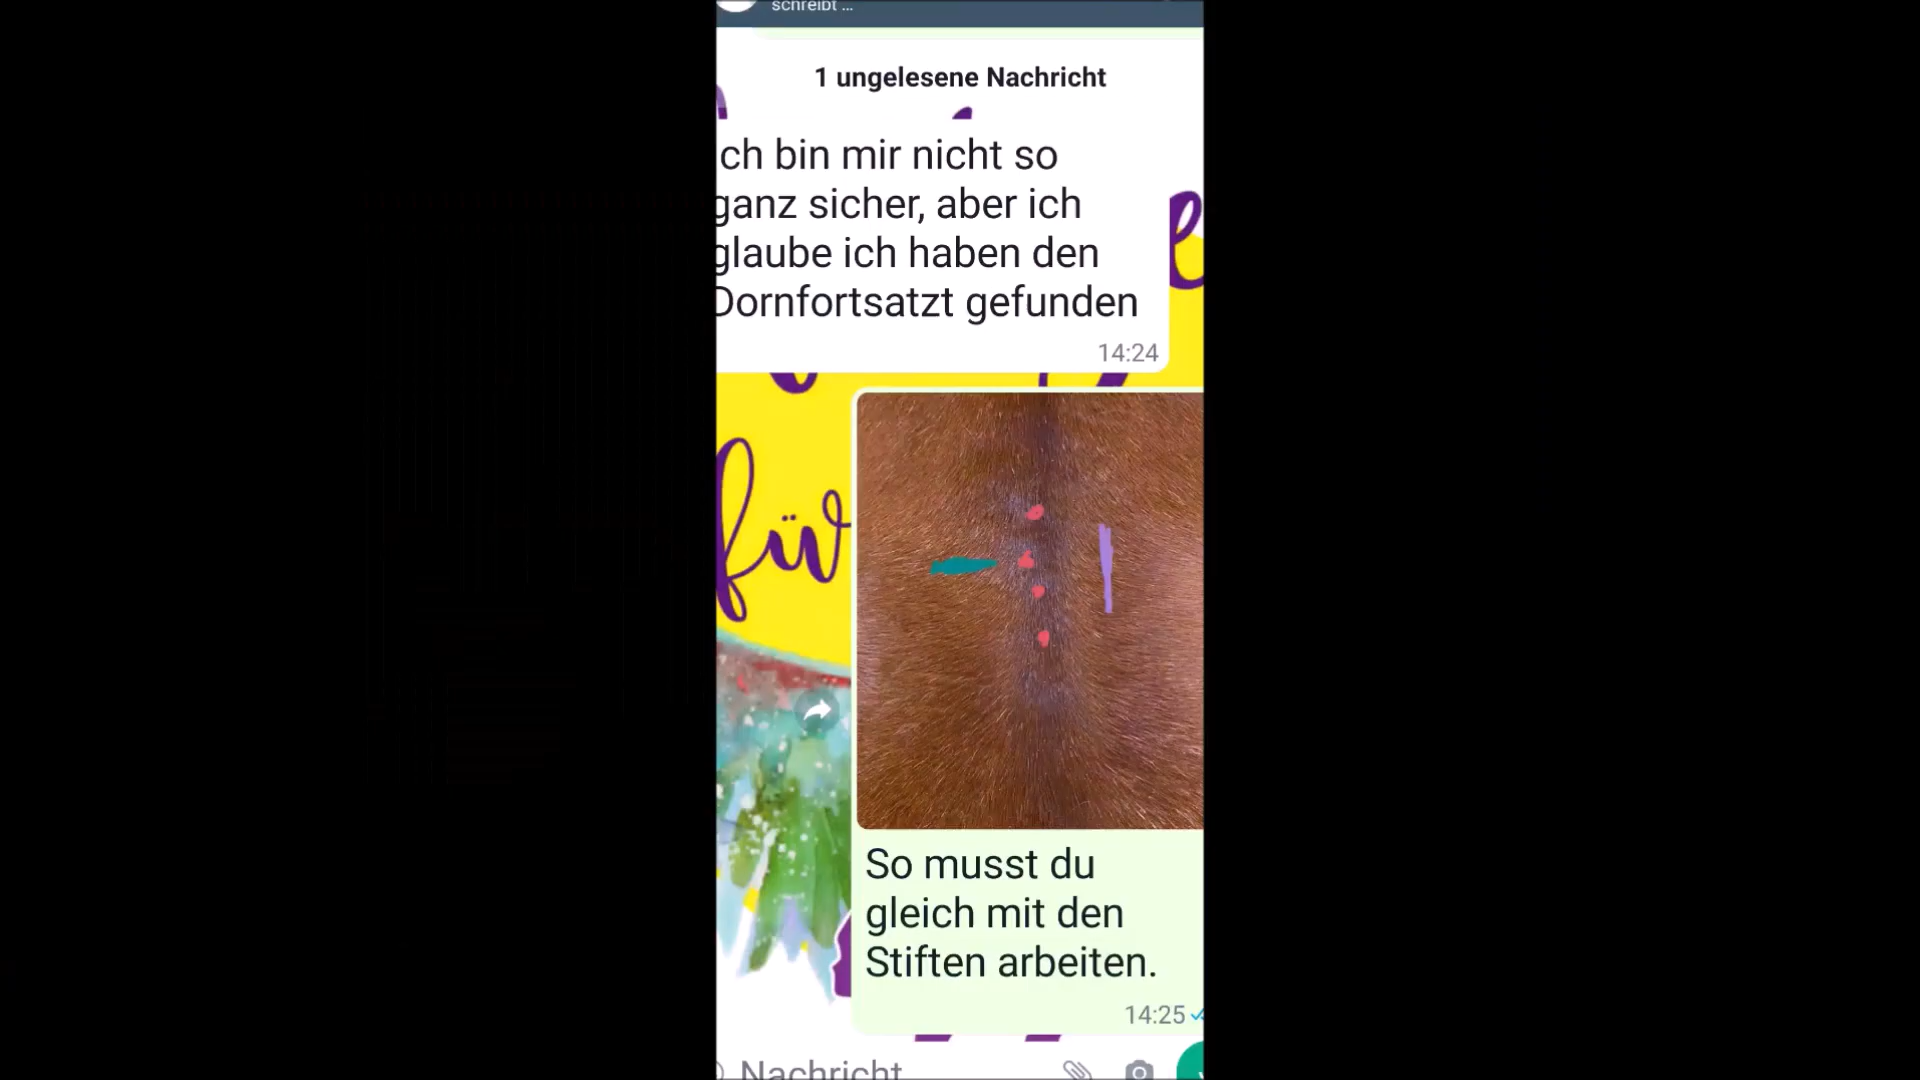 schreibt ...
1 ungelesene Nachricht
ch bin mir nicht so
ganz sicher, aber ich
glaube ich haben den
Dornfortsatzt gefunden
14:24
für
So musst du
gleich mit den
Stiften arbeiten.
14:25
Nachricht